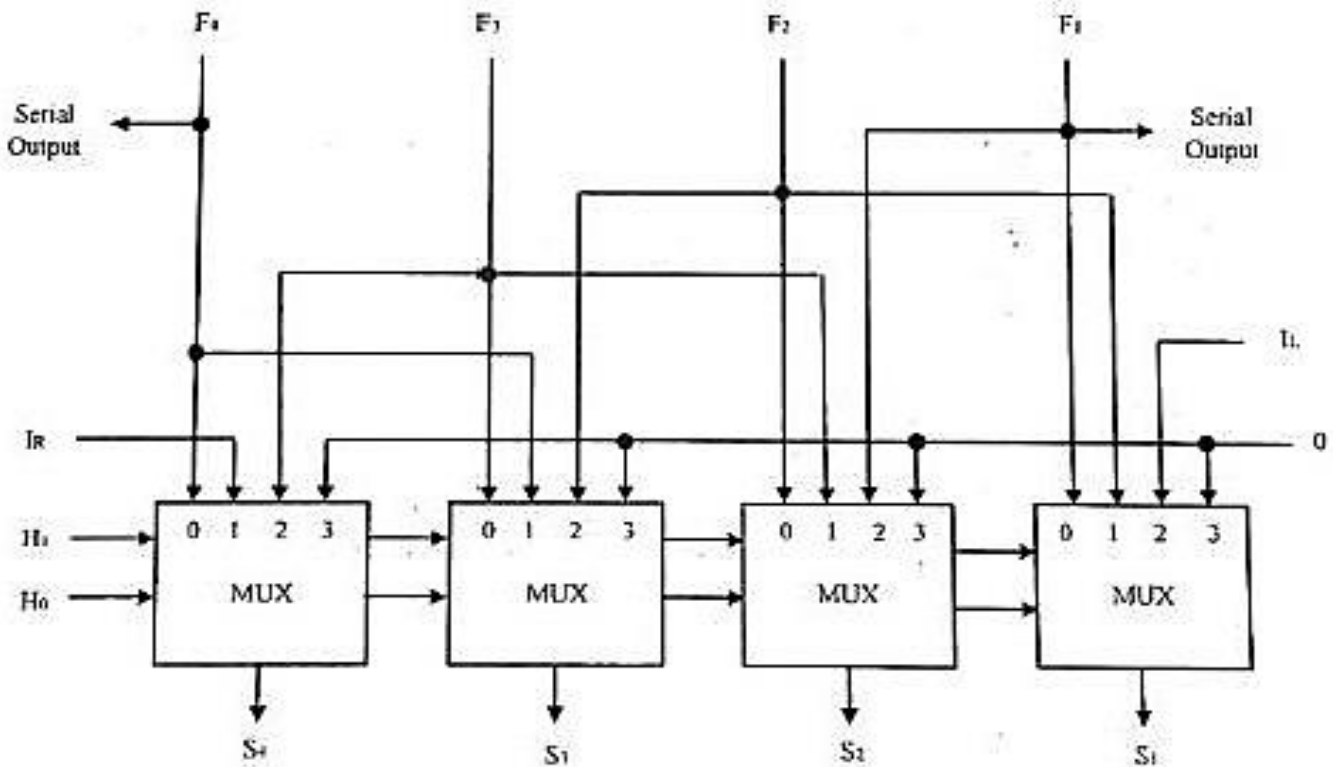 F4 F3 F2 F1
Serial
Output
Serial
Output
IL
IR
0
H1
H0
0 1 2 3
0 1 2 3
0 1 2 3
0 1 2 3
MUX MUX MUX MUX
S4 S3 S2 S1